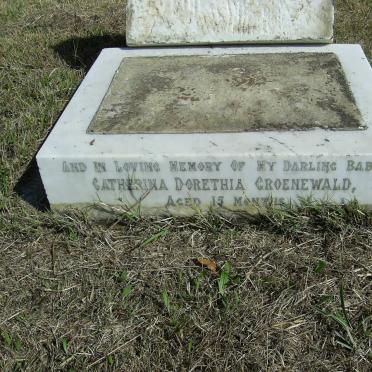 AND IN LOVING MEMORY OF MY DARLING BAB
CATHERINA DORETHIA GROENEWALD,
AGED 15 MONTHS